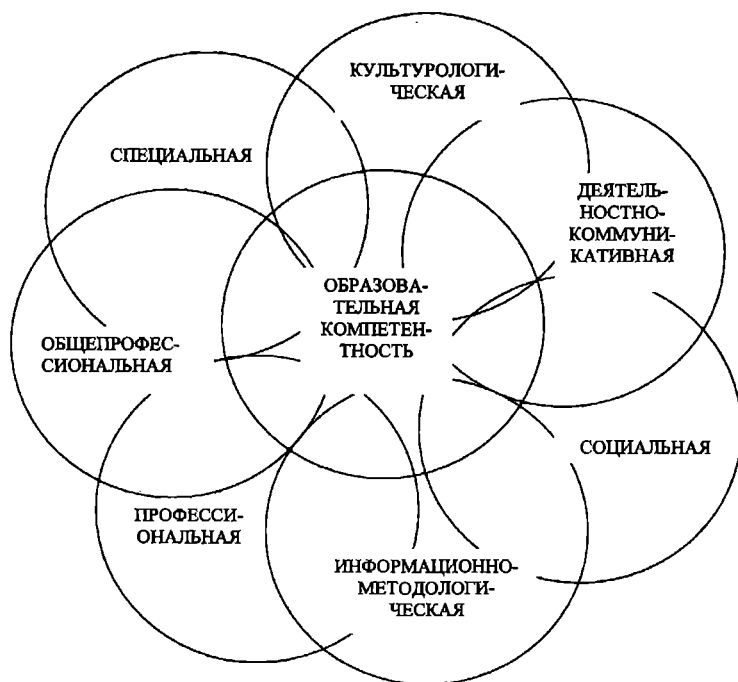 КУЛЬТУРОЛОГИ-
ЧЕСКАЯ
СПЕЦИАЛЬНАЯ
ДЕЯТЕЛЬ-
НОСТНО-
КОММУНИ-
КАТИВНАЯ
ОБРАЗОВА-
ТЕЛЬНАЯ
КОМПЕТЕН-
ТНОСТЬ
ОБЩЕПРОФЕС-
СИОНАЛЬНАЯ
СОЦИАЛЬНАЯ
ПРОФЕССИ-
ОНАЛЬНАЯ
ИНФОРМАЦИОННО-
МЕТОДОЛОГИ-
ЧЕСКАЯ